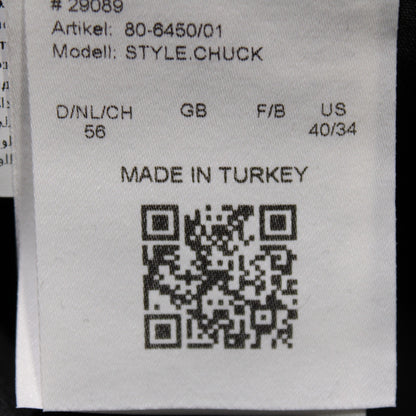 # 29089
Artikel: 80-6450/01
Modell: STYLE.CHUCK
D/NL/CH GB F/B US
56 40/34
MADE IN TURKEY